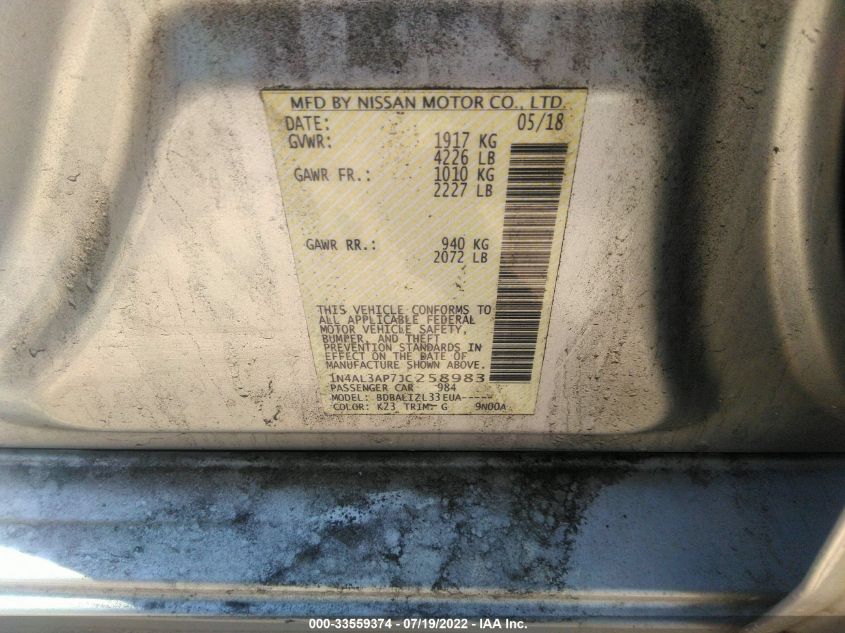 MFD BY NISSAN MOTOR CO., LTD.
DATE: 05/18
GVWR: 1917 KG
4226 LB
GAWR FR.: 1010 KG
2227 LB
GAWR RR.: 940 KG
2072 LB
THIS VEHICLE CONFORMS TO
ALL APPLICABLE FEDERAL
MOTOR VEHICLE SAFETY,
BUMPER, AND THEFT
PREVENTION STANDARDS IN
EFFECT ON THE DATE OF
MANUFACTURE SHOWN ABOVE.
1N4AL3AP7JC258983
PASSENGER CAR 984
MODEL: BDBALIZL33EUA-----
COLOR: K23 TRIM: G 9N00A
000-33559374 - 07/19/2022 - IAA Inc.